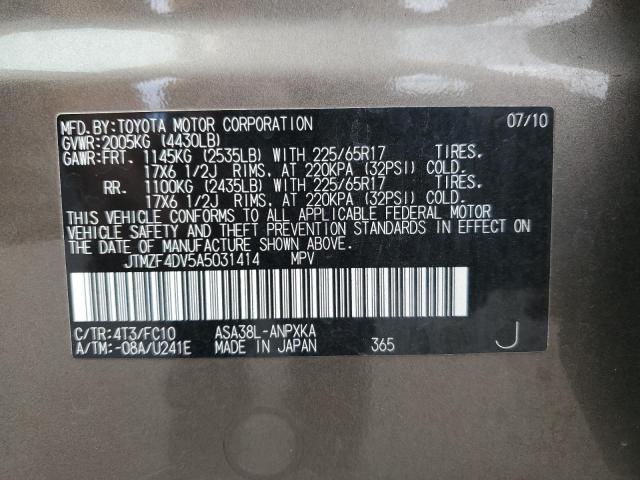 MFD.BY:TOYOTA MOTOR CORPORATION 07/10
GVWR:2005KG (4430LB)
GAWR:FRT. 1145KG (2535LB) WITH 225/65R17 TIRES.
17X6 1/2J RIMS, AT 220KPA (32PSI) COLD.
RR. 1100KG (2435LB) WITH 225/65R17 TIRES.
17X6 1/2J RIMS, AT 220KPA (32PSI) COLD.
THIS VEHICLE CONFORMS TO ALL APPLICABLE FEDERAL MOTOR
VEHICLE SAFETY AND THEFT PREVENTION STANDARDS IN EFFECT ON
THE DATE OF MANUFACTURE SHOWN ABOVE.
JTMZF4DV5A5031414 MPV
C/TR:4T3/FC10 ASA38L-ANPXKA
A/TM:-08A/U241E MADE IN JAPAN 365 J